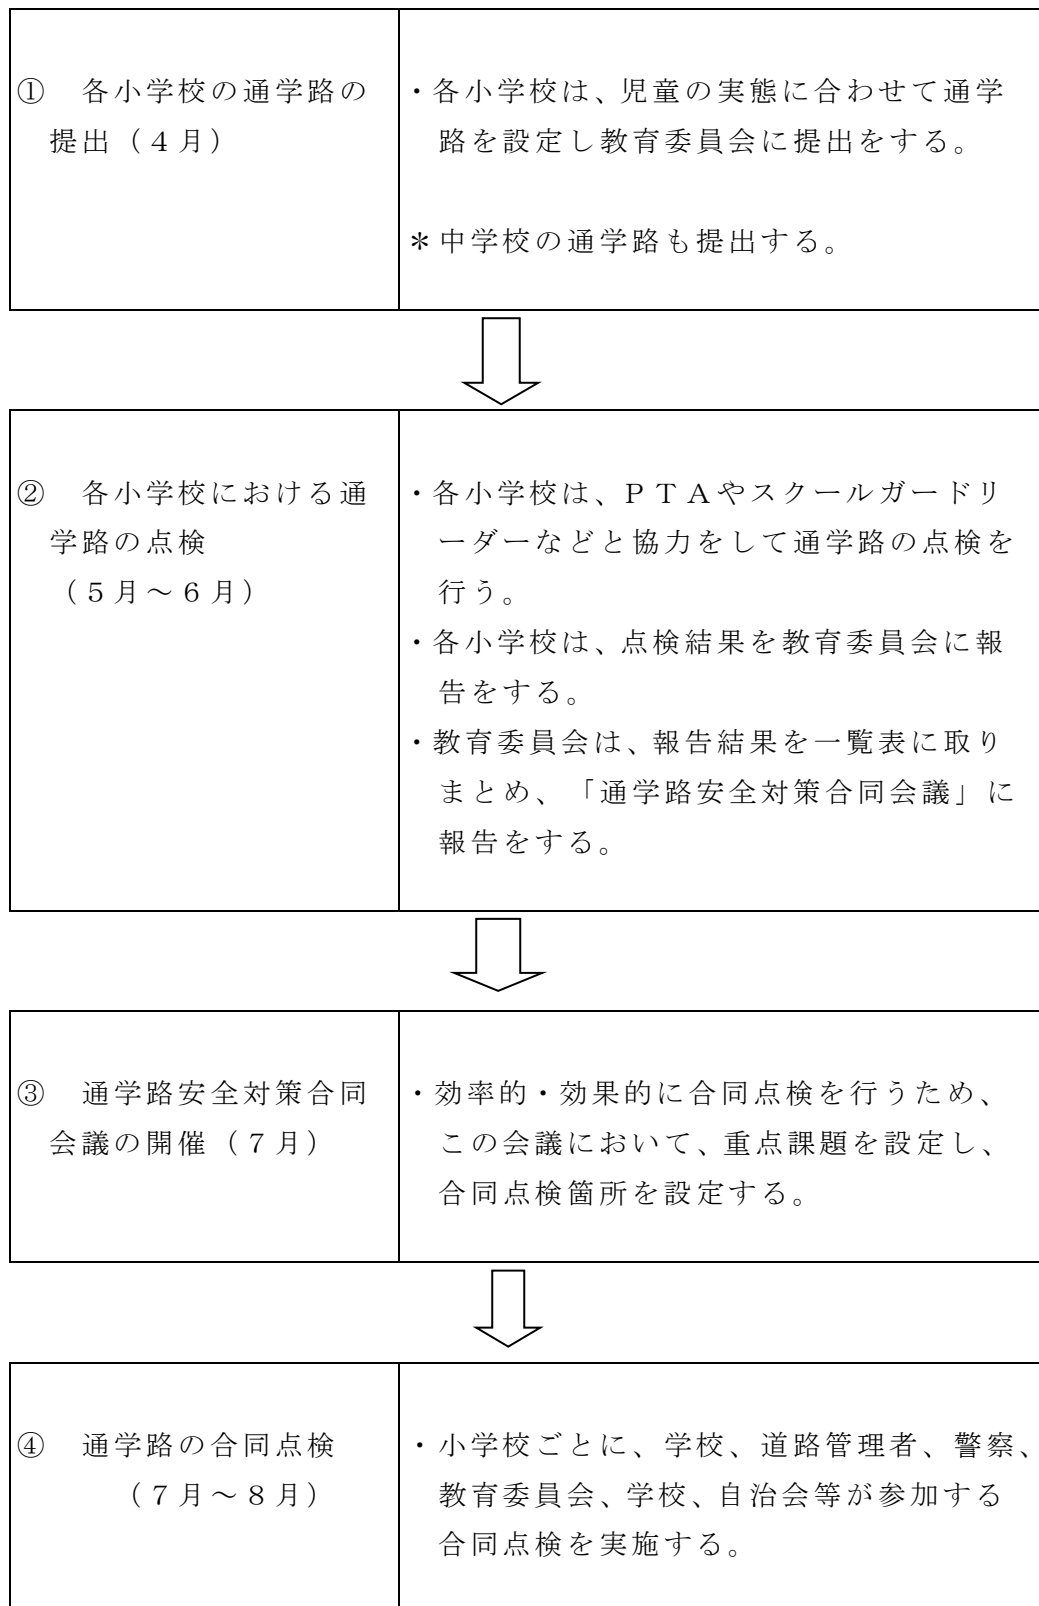 ① 各小学校の通学路の
提出（４月）
・各小学校は、児童の実態に合わせて通学
路を設定し教育委員会に提出をする。
＊中学校の通学路も提出する。
② 各小学校における通
学路の点検
（５月～６月）
・各小学校は、ＰＴＡやスクールガードリ
ーダーなどと協力をして通学路の点検を
行う。
・各小学校は、点検結果を教育委員会に報
告をする。
・教育委員会は、報告結果を一覧表に取り
まとめ、「通学路安全対策合同会議」に
報告をする。
③ 通学路安全対策合同
会議の開催（７月）
・効率的・効果的に合同点検を行うため、
この会議において、重点課題を設定し、
合同点検箇所を設定する。
④ 通学路の合同点検
（７月～８月）
・小学校ごとに、学校、道路管理者、警察、
教育委員会、学校、自治会等が参加する
合同点検を実施する。